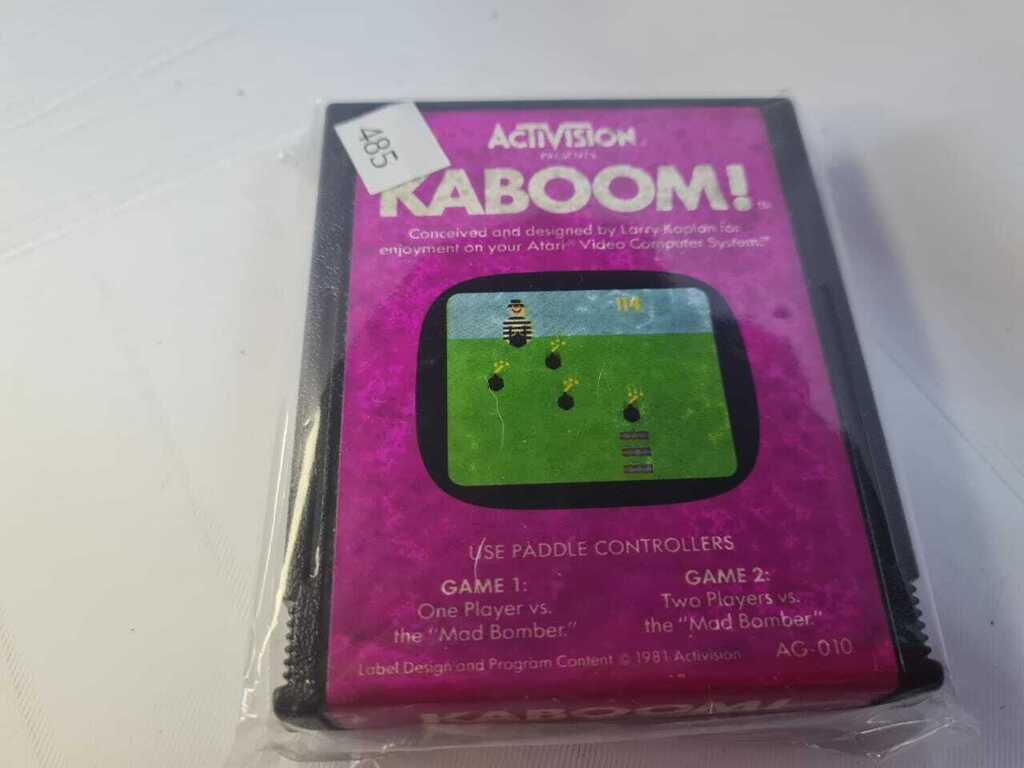 485
ACTIVISION
PRESENTS
KABOOM!™
Conceived and designed by Larry Kaplan for
enjoyment on your Atari® Video Computer System.™
114
USE PADDLE CONTROLLERS
GAME 1:
One Player vs.
the "Mad Bomber."
GAME 2:
Two Players vs.
the "Mad Bomber."
Label Design and Program Content © 1981 Activision
AG-010
KABOOM!